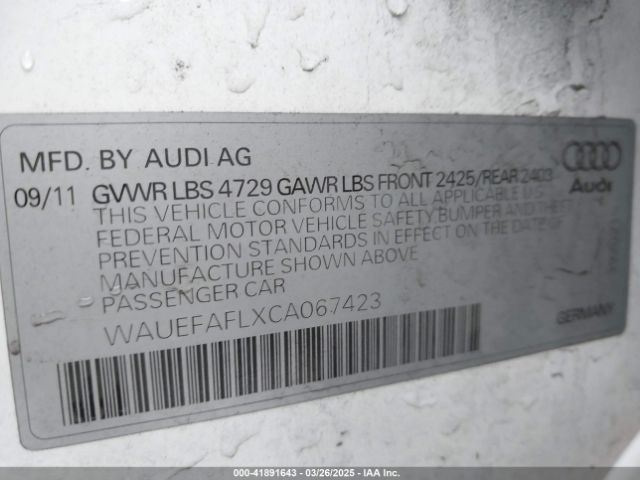 MFD. BY AUDI AG
09/11 GVWR LBS 4729 GAWR LBS FRONT 2425/REAR 2403
Audi
THIS VEHICLE CONFORMS TO ALL APPLICABLE US
FEDERAL MOTOR VEHICLE SAFETY BUMPER AND THEFT
PREVENTION STANDARDS IN EFFECT ON THE DATE OF
MANUFACTURE SHOWN ABOVE
PASSENGER CAR
WAUEFAFLXCA067423
GERMANY
000-41891643 • 03/26/2025 • IAA Inc.